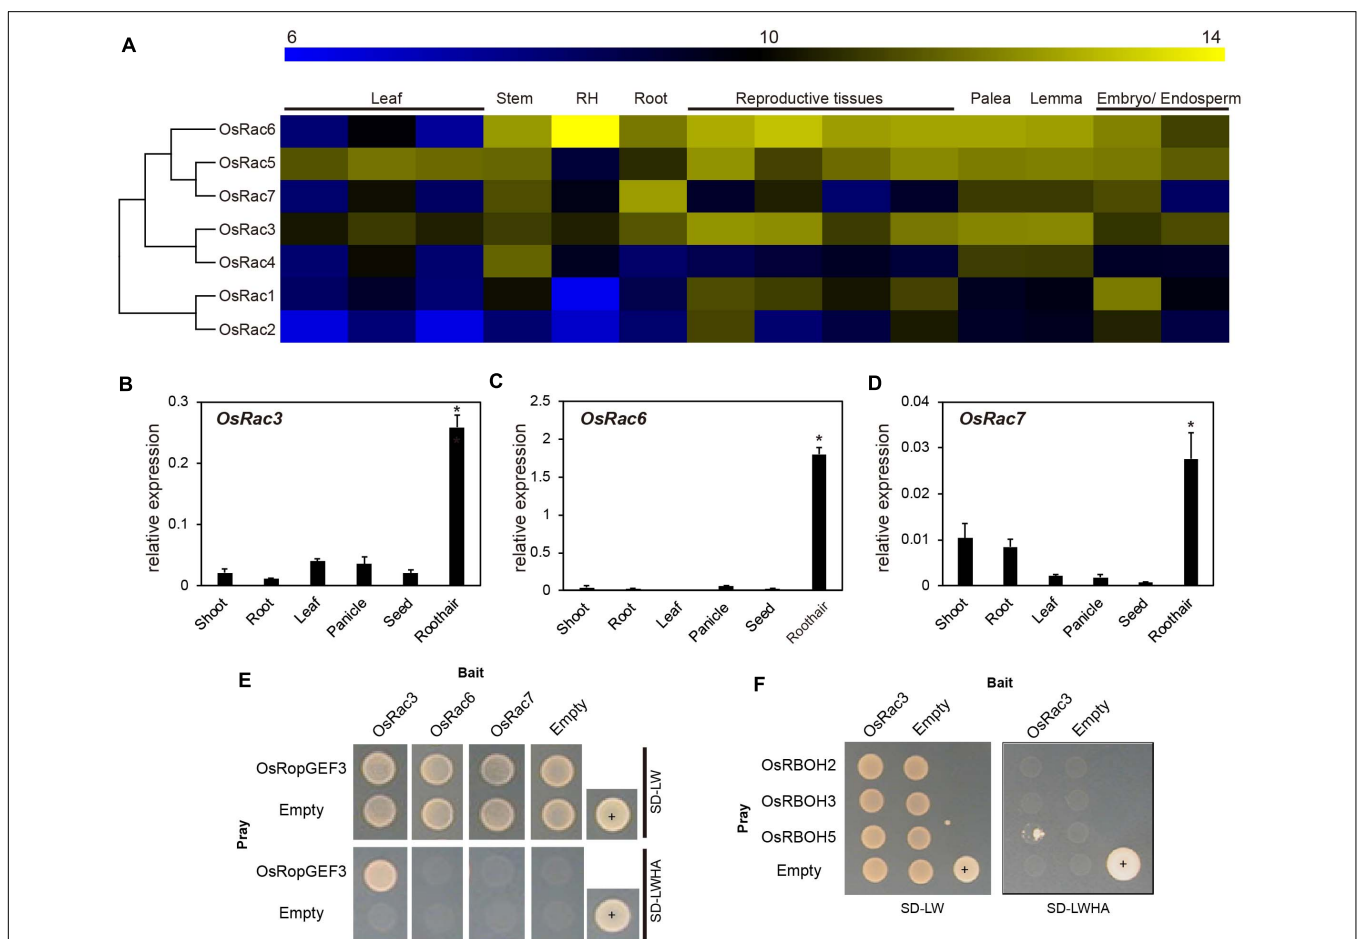 A
6 10 14
Leaf Stem RH Root Reproductive tissues Palea Lemma Embryo/ Endosperm
OsRac6
OsRac5
OsRac7
OsRac3
OsRac4
OsRac1
OsRac2
B
OsRac3
relative expression
0.3
0.2
0.1
0
*
*
Shoot Root Leaf Panicle Seed Roothair
C
OsRac6
relative expression
2.5
2
1.5
1
0.5
0
*
Shoot Root Leaf Panicle Seed Roothair
D
OsRac7
relative expression
0.04
0.03
0.02
0.01
0
*
Shoot Root Leaf Panicle Seed Roothair
E
Bait
OsRac3 OsRac6 OsRac7 Empty
Pray
OsRopGEF3
Empty
+
SD-LW
OsRopGEF3
Empty
+
SD-LWHA
F
Bait
OsRac3 Empty OsRac3 Empty
Pray
OsRBOH2
OsRBOH3
OsRBOH5
Empty
+ +
SD-LW SD-LWHA